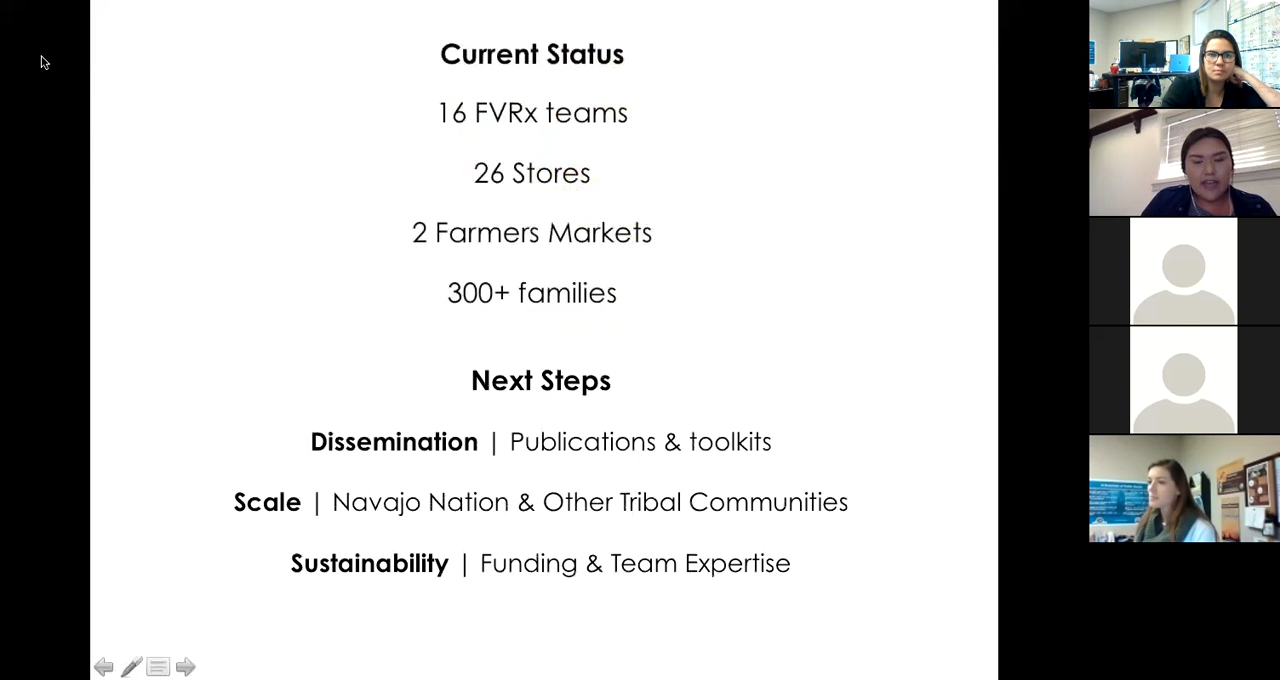 Current Status
16 FVRx teams
26 Stores
2 Farmers Markets
300+ families
Next Steps
Dissemination | Publications & toolkits
Scale | Navajo Nation & Other Tribal Communities
Sustainability | Funding & Team Expertise